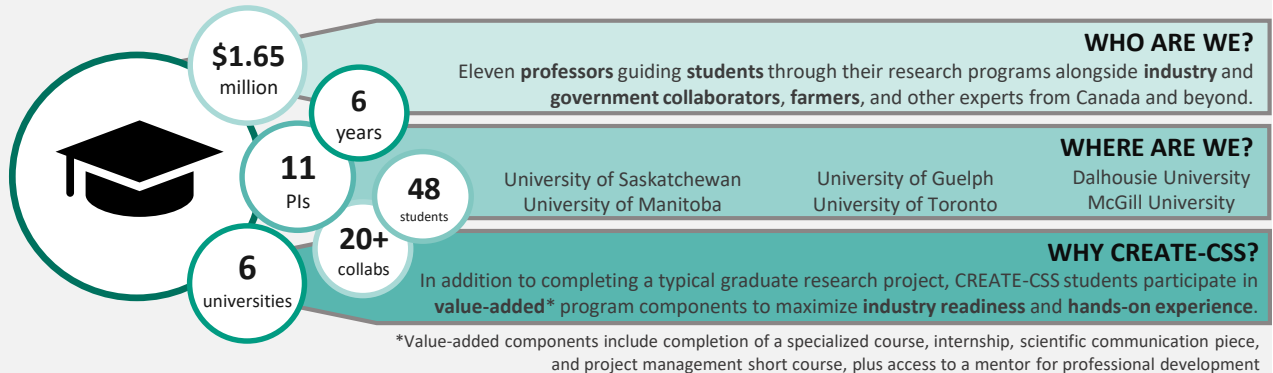 $1.65
million
6
years
11
PIs
48
students
20+
collabs
6
universities
WHO ARE WE?
Eleven professors guiding students through their research programs alongside industry and
government collaborators, farmers, and other experts from Canada and beyond.
WHERE ARE WE?
University of Saskatchewan University of Guelph Dalhousie University
University of Manitoba University of Toronto McGill University
WHY CREATE-CSS?
In addition to completing a typical graduate research project, CREATE-CSS students participate in
value-added* program components to maximize industry readiness and hands-on experience.
*Value-added components include completion of a specialized course, internship, scientific communication piece,
and project management short course, plus access to a mentor for professional development